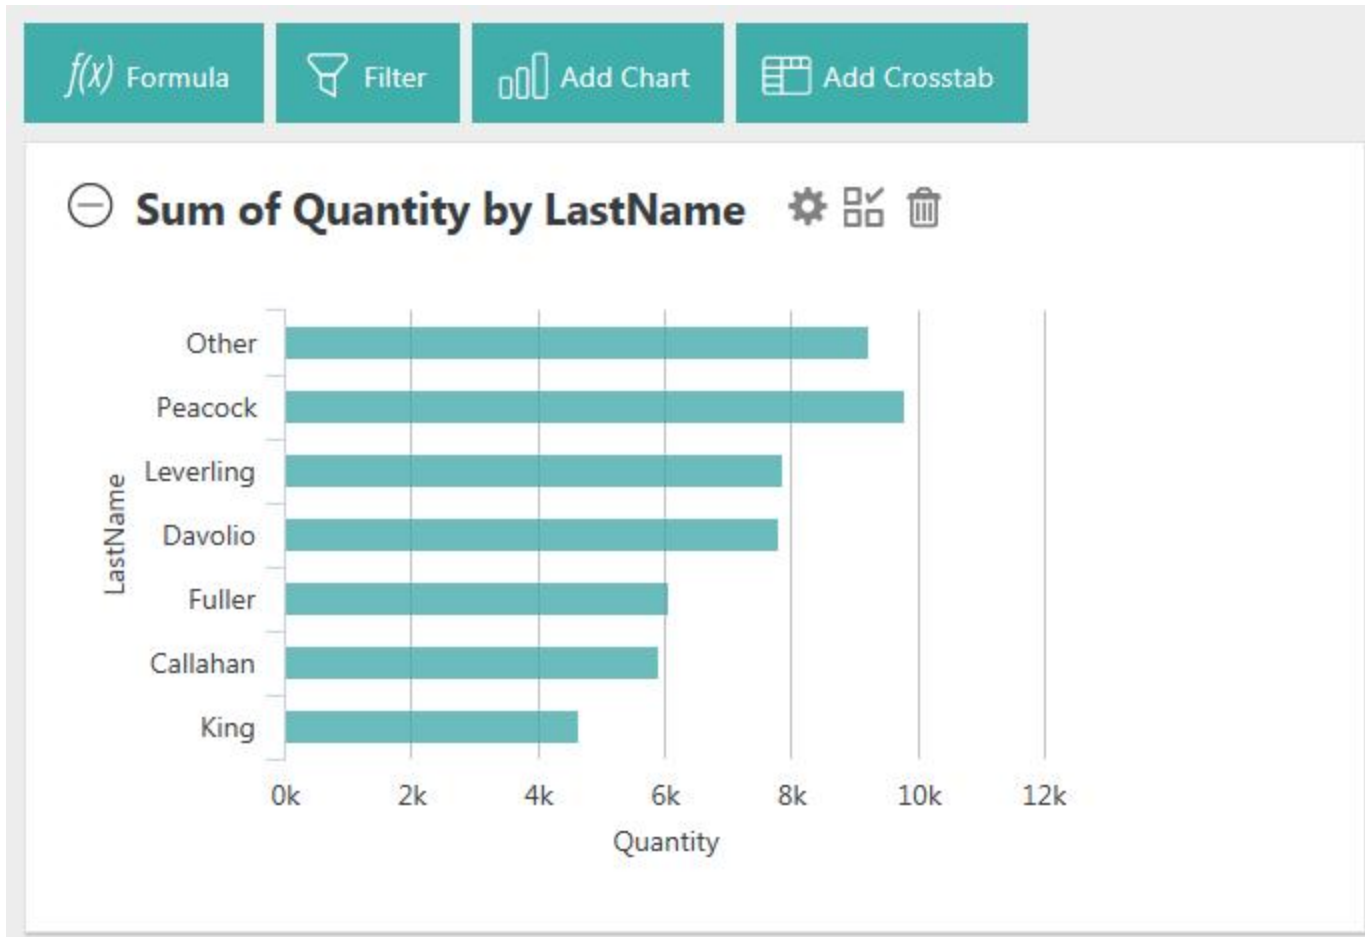 f(x) Formula
Filter
Add Chart
Add Crosstab
Sum of Quantity by LastName
LastName
Other
Peacock
Leverling
Davolio
Fuller
Callahan
King
0k 2k 4k 6k 8k 10k 12k
Quantity